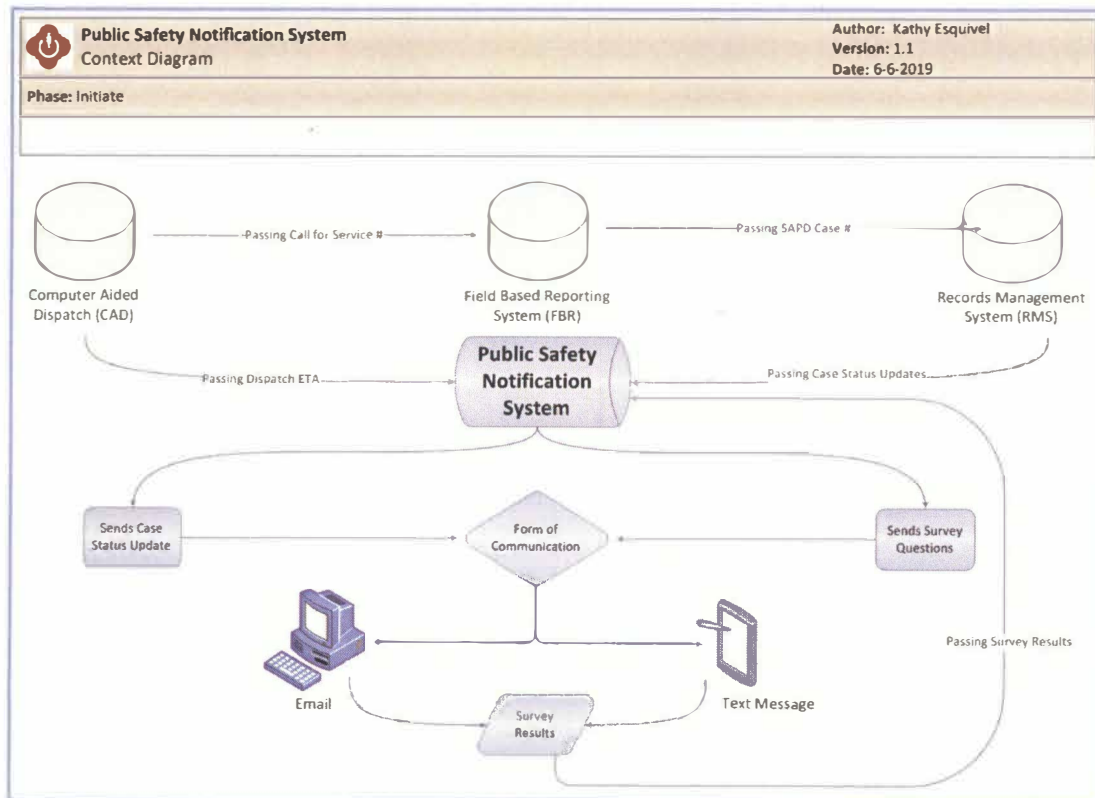 Public Safety Notification System
Context Diagram
Author: Kathy Esquivel
Version: 1.1
Date: 6-6-2019
Phase: Initiate
Passing Call for Service #
Passing SAPD Case #
Computer Aided
Dispatch (CAD)
Field Based Reporting
System (FBR)
Records Management
System (RMS)
Public Safety
Notification
System
Passing Dispatch ETA
Passing Case Status Updates
Sends Case
Status Update
Form of
Communication
Sends Survey
Questions
Passing Survey Results
Email
Text Message
Survey
Results